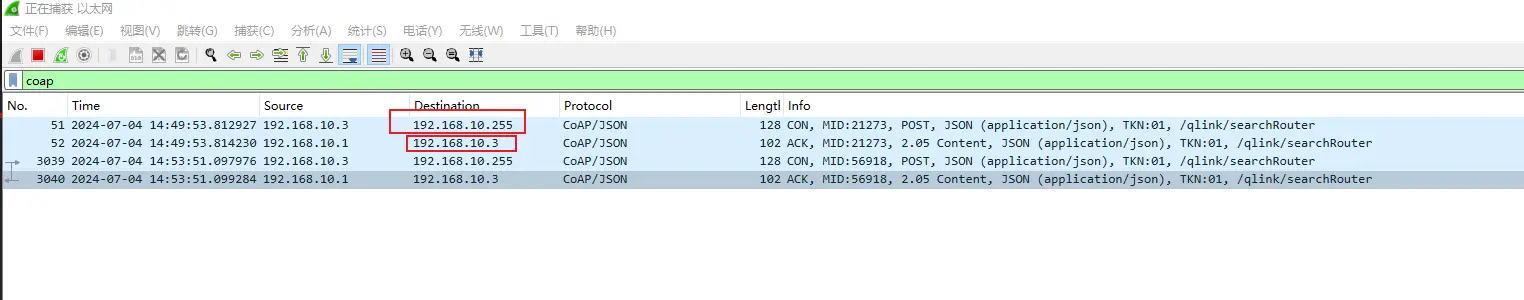 正在捕获 以太网
文件(F) 编辑(E) 视图(V) 跳转(G) 捕获(C) 分析(A) 统计(S) 电话(Y) 无线(W) 工具(T) 帮助(H)
coap
No. Time Source Destination Protocol Lengtl Info
51 2024-07-04 14:49:53.812927 192.168.10.3 192.168.10.255 CoAP/JSON 128 CON, MID:21273, POST, JSON (application/json), TKN:01, /qlink/searchRouter
52 2024-07-04 14:49:53.814230 192.168.10.1 192.168.10.3 CoAP/JSON 102 ACK, MID:21273, 2.05 Content, JSON (application/json), TKN:01, /qlink/searchRouter
3039 2024-07-04 14:53:51.097976 192.168.10.3 192.168.10.255 CoAP/JSON 128 CON, MID:56918, POST, JSON (application/json), TKN:01, /qlink/searchRouter
3040 2024-07-04 14:53:51.099284 192.168.10.1 192.168.10.3 CoAP/JSON 102 ACK, MID:56918, 2.05 Content, JSON (application/json), TKN:01, /qlink/searchRouter